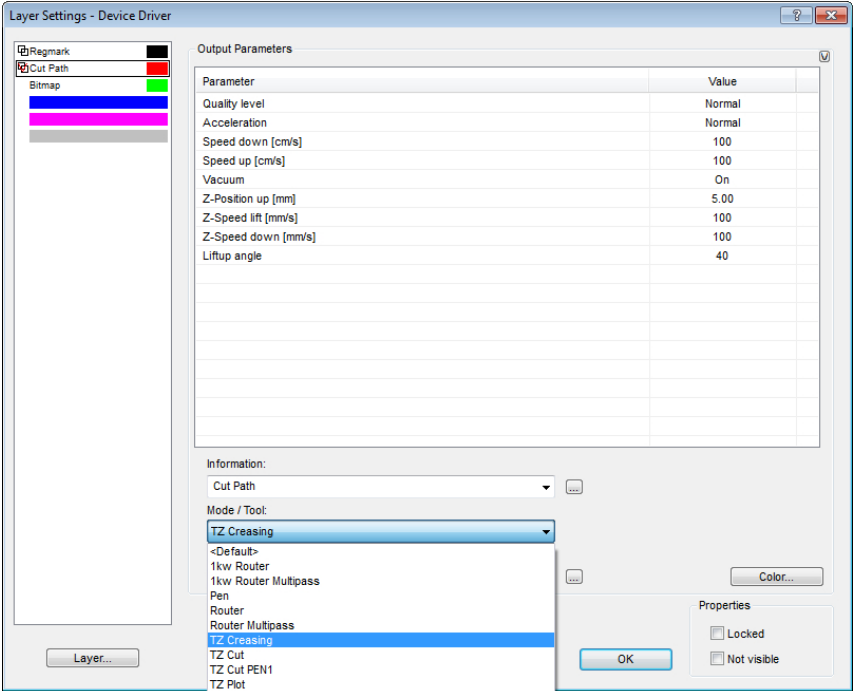 Layer Settings - Device Driver
?
Regmark
Cut Path
Bitmap
Output Parameters
Parameter Value
Quality level Normal
Acceleration Normal
Speed down [cm/s] 100
Speed up [cm/s] 100
Vacuum On
Z-Position up [mm] 5.00
Z-Speed lift [mm/s] 100
Z-Speed down [mm/s] 100
Liftup angle 40
Information:
Cut Path
...
Mode / Tool:
TZ Creasing
<Default>
1kw Router
1kw Router Multipass
Pen
Router
Router Multipass
TZ Creasing
TZ Cut
TZ Cut PEN1
TZ Plot
...
Color...
Properties
Locked
Not visible
Layer...
OK